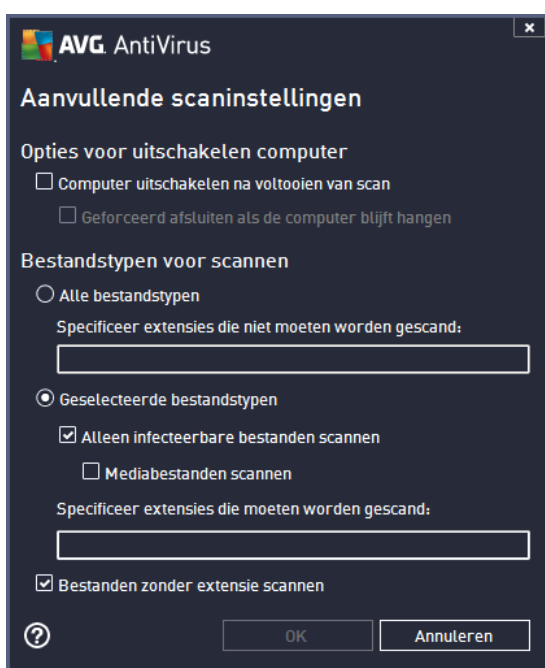 x
AVG. AntiVirus
Aanvullende scaninstellingen
Opties voor uitschakelen computer
Computer uitschakelen na voltooien van scan
Geforceerd afsluiten als de computer blijft hangen
Bestandstypen voor scannen
Alle bestandstypen
Specificeer extensies die niet moeten worden gescand:
Geselecteerde bestandstypen
Alleen infecteerbare bestanden scannen
Mediabestanden scannen
Specificeer extensies die moeten worden gescand:
Bestanden zonder extensie scannen
? OK Annuleren